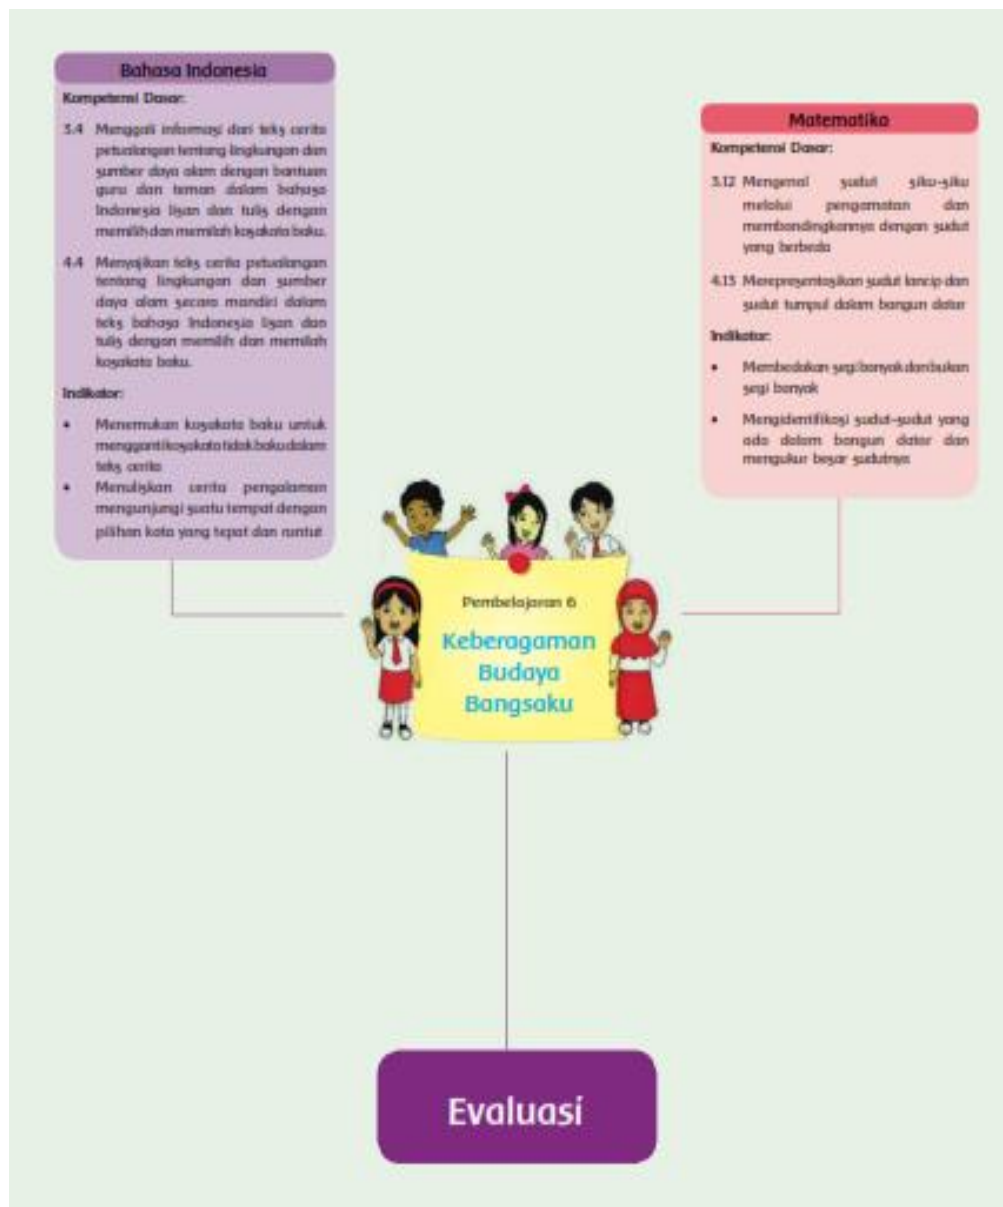 Bahasa Indonesia
Kompetensi Dasar:
3.4 Menggali informasi dari teks cerita
petualangan tentang lingkungan dan
sumber daya alam dengan bantuan
guru dan teman dalam bahasa
Indonesia lisan dan tulis dengan
memilih dan memilah kosakata baku.
4.4 Menyajikan teks cerita petualangan
tentang lingkungan dan sumber
daya alam secara mandiri dalam
teks bahasa Indonesia lisan dan
tulis dengan memilih dan memilah
kosakata baku.
Indikator:
• Menemukan kosakata baku untuk
mengganti kosakata tidak baku dalam
teks cerita
• Menuliskan cerita pengalaman
mengunjungi suatu tempat dengan
pilihan kata yang tepat dan runtut
Matematika
Kompetensi Dasar:
3.12 Mengenal sudut siku-siku
melalui pengamatan dan
membandingkannya dengan sudut
yang berbeda
4.13 Merepresentasikan sudut lancip dan
sudut tumpul dalam bangun datar
Indikator:
• Membedakan segi banyak dan bukan
segi banyak
• Mengidentifikasi sudut-sudut yang
ada dalam bangun datar dan
mengukur besar sudutnya
Pembelajaran 6
Keberagaman
Budaya
Bangsaku
Evaluasi